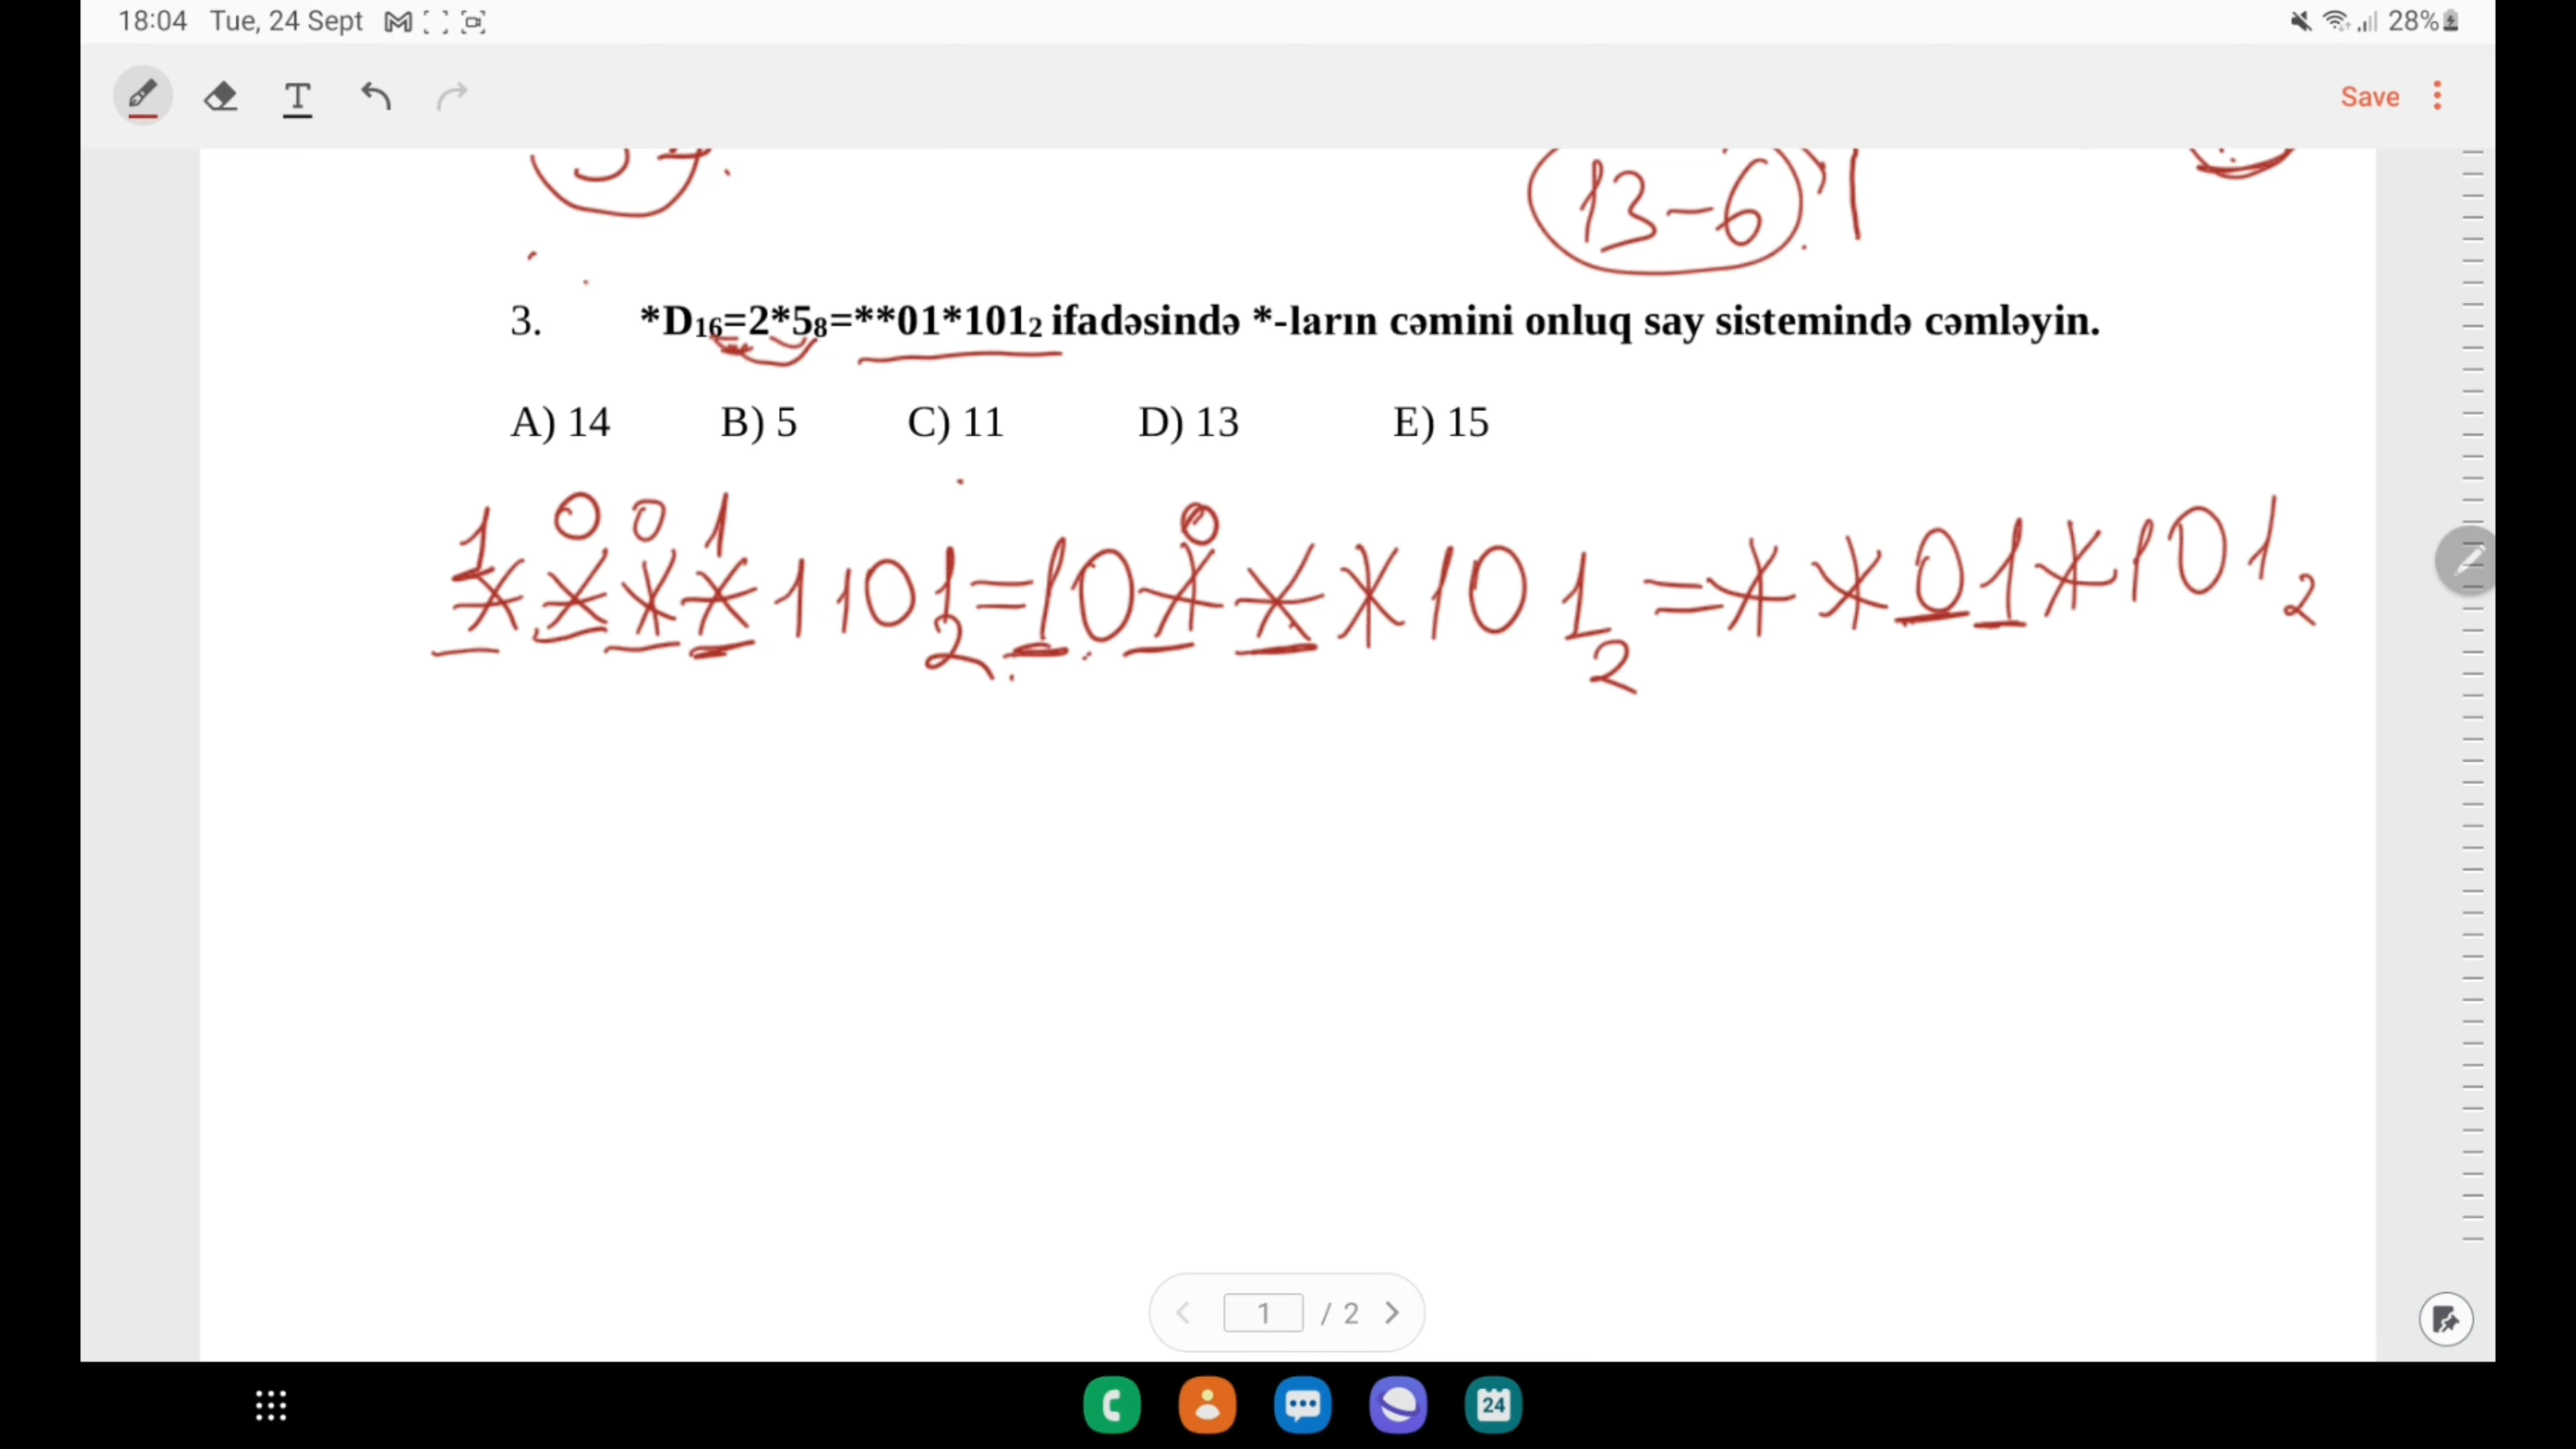 18:04 Tue, 24 Sept 28%
T Save
13-6
3. *D16=2*58=**01*1012 ifadəsində *-ların cəmini onluq say sistemində cəmləyin.
A) 14 B) 5 C) 11 D) 13 E) 15
1 0 0 1 0
****1101₂=10***101₂=**01*101₂
1 / 2
24